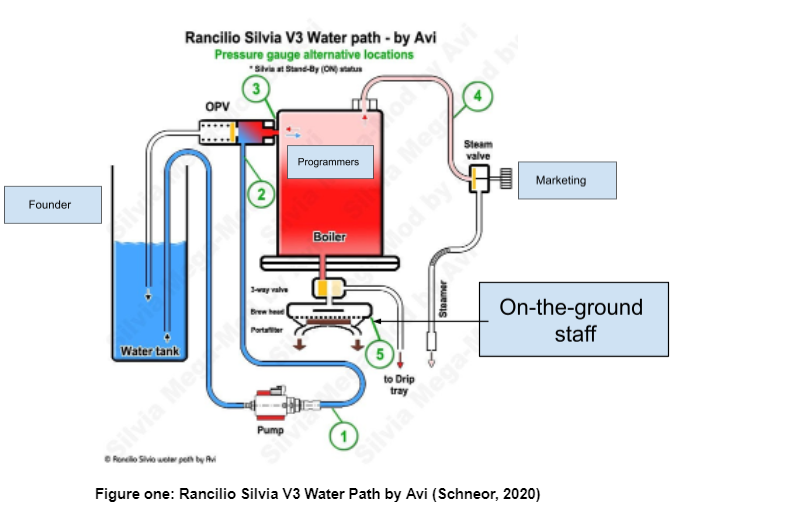 Rancilio Silvia V3 Water path - by Avi
Pressure gauge alternative locations
* Silvia at Stand-By (ON) status
3
4
OPV
Steam
valve
Programmers
Marketing
2
Founder
Boiler
3-way valve
Steamer
On-the-ground
staff
Brew head
Portafilter
5
Water tank
to Drip
tray
Pump
1
© Rancilio Silvia water path by Avi
Figure one: Rancilio Silvia V3 Water Path by Avi (Schneor, 2020)